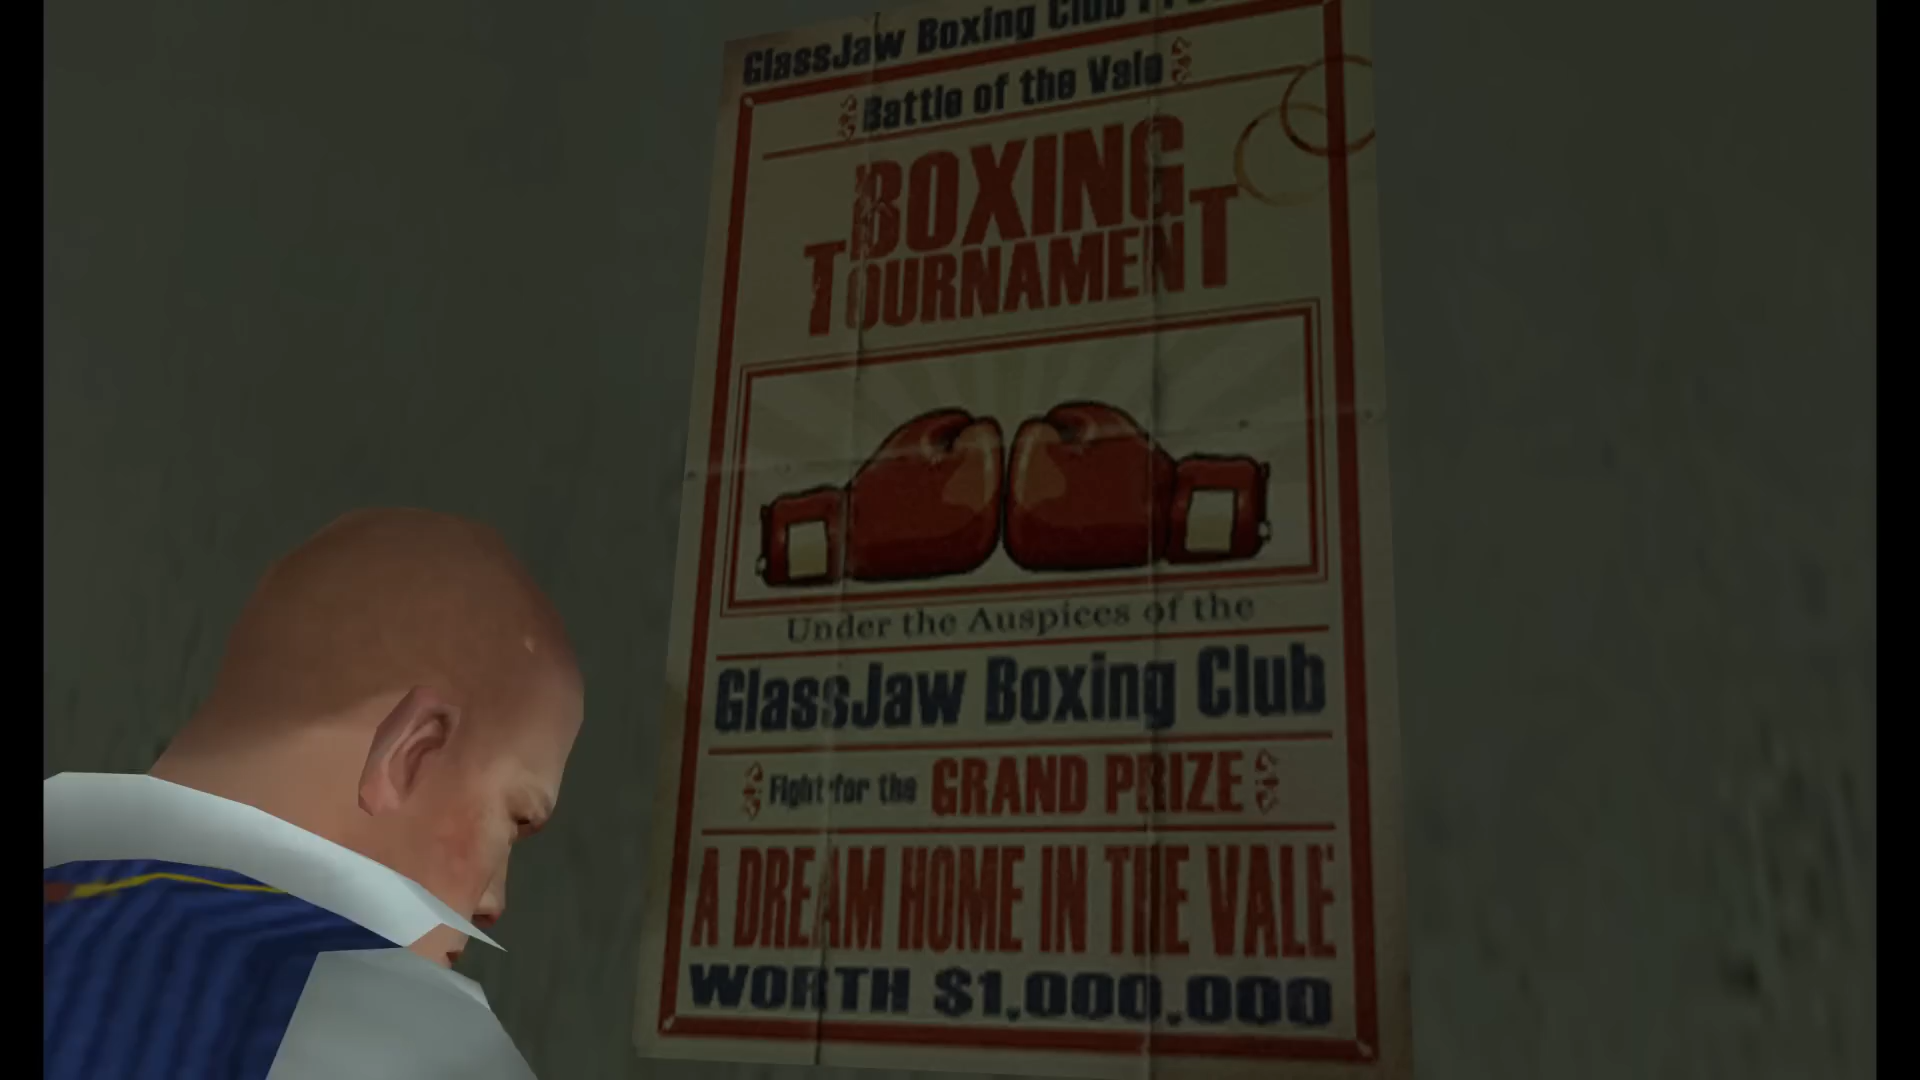 GlassJaw Boxing Club
Battle of the Vale
BOXING
TOURNAMENT
Under the Auspices of the
GlassJaw Boxing Club
Fight for the GRAND PRIZE
A DREAM HOME IN THE VALE
WORTH $1,000,000